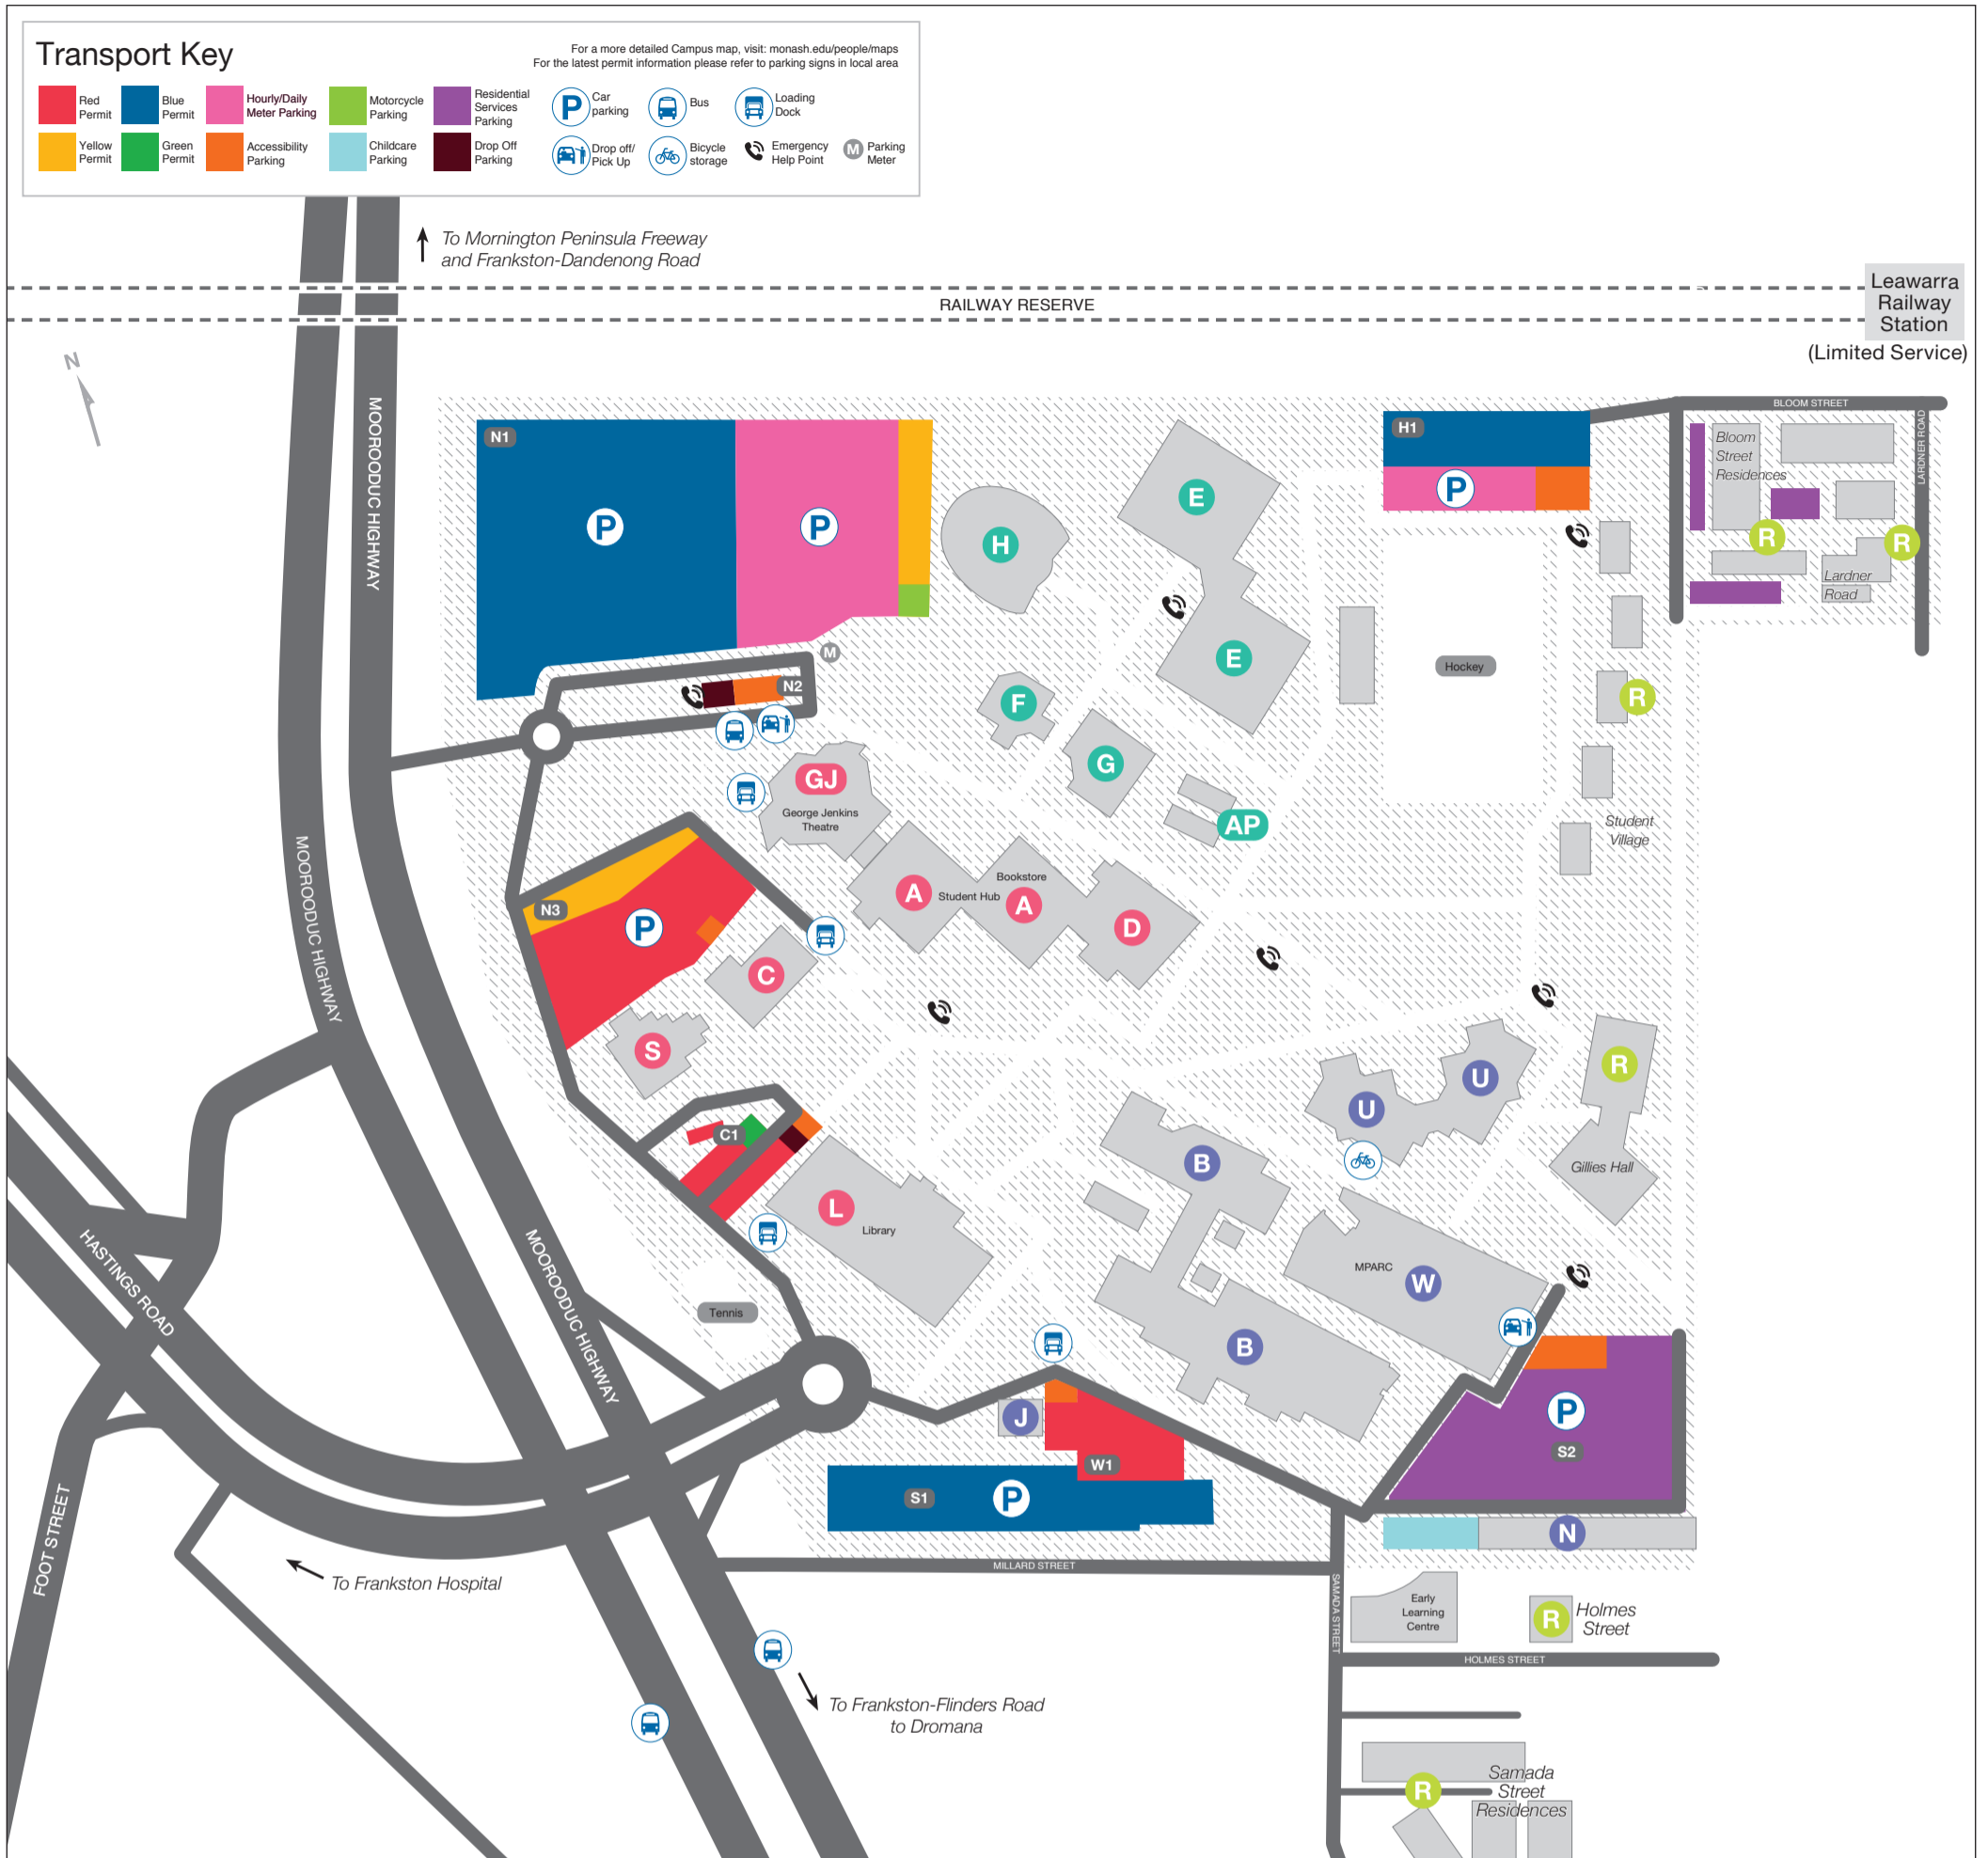 Transport Key
For a more detailed Campus map, visit: monash.edu/people/maps
For the latest permit information please refer to parking signs in local area
Red
Permit
Blue
Permit
Hourly/Daily
Meter Parking
Motorcycle
Parking
Residential
Services
Parking
P
Car
parking
Bus
Loading
Dock
Yellow
Permit
Green
Permit
Accessibility
Parking
Childcare
Parking
Drop Off
Parking
Drop off/
Pick Up
Bicycle
storage
Emergency
Help Point
M
Parking
Meter
To Mornington Peninsula Freeway
and Frankston-Dandenong Road
RAILWAY RESERVE
Leawarra
Railway
Station
(Limited Service)
N
MOOROODUC HIGHWAY
BLOOM STREET
LARDNER ROAD
N1
P
P
H1
P
Bloom
Street
Residences
R
R
Lardner
Road
E
H
E
M
N2
F
G
AP
Hockey
R
Student
Village
GJ
George Jenkins
Theatre
MOOROODUC HIGHWAY
N3
P
A
Student Hub
Bookstore
A
D
C
S
U
U
R
Gillies Hall
C1
B
L
Library
MPARC
W
HASTINGS ROAD
MOOROODUC HIGHWAY
Tennis
B
J
W1
P
S2
S1
P
N
FOOT STREET
To Frankston Hospital
MILLARD STREET
SAMADA STREET
Early
Learning
Centre
R
Holmes
Street
HOLMES STREET
To Frankston-Flinders Road
to Dromana
R
Samada
Street
Residences